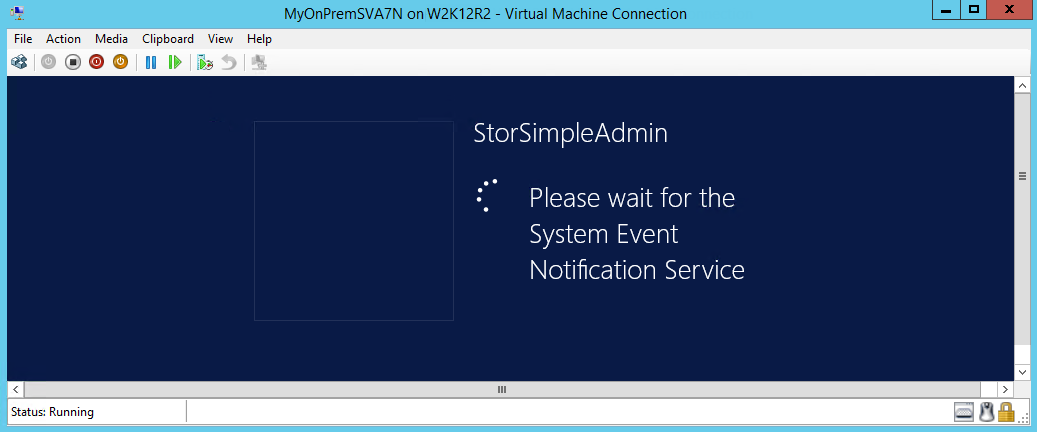 MyOnPremSVA7N on W2K12R2 - Virtual Machine Connection
File Action Media Clipboard View Help
StorSimpleAdmin
Please wait for the
System Event
Notification Service
Status: Running